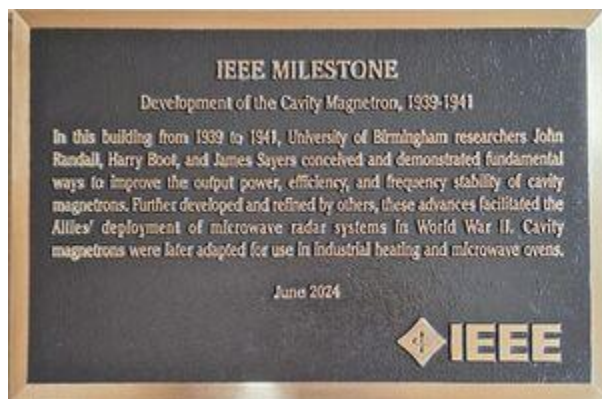 IEEE MILESTONE
Development of the Cavity Magnetron, 1939-1941
In this building from 1939 to 1941, University of Birmingham researchers John
Randall, Harry Boot, and James Sayers conceived and demonstrated fundamental
ways to improve the output power, efficiency, and frequency stability of cavity
magnetrons. Further developed and refined by others, these advances facilitated the
Allies' deployment of microwave radar systems in World War II. Cavity
magnetrons were later adapted for use in industrial heating and microwave ovens.
June 2024
IEEE